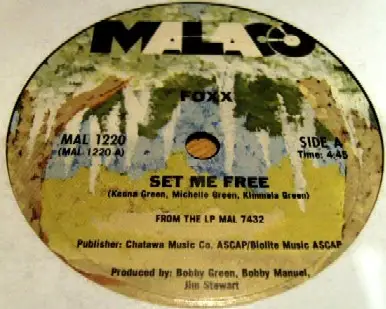 MALACO
FOXX
MAL 1220
(MAL 1220 A)
SIDE A
Time: 4:45
SET ME FREE
(Keena Green, Michelle Green, Kimmala Green)
FROM THE LP MAL 7432
Publisher: Chatawa Music Co. ASCAP/Biolite Music ASCAP
Produced by: Bobby Green, Bobby Manuel,
Jim Stewart